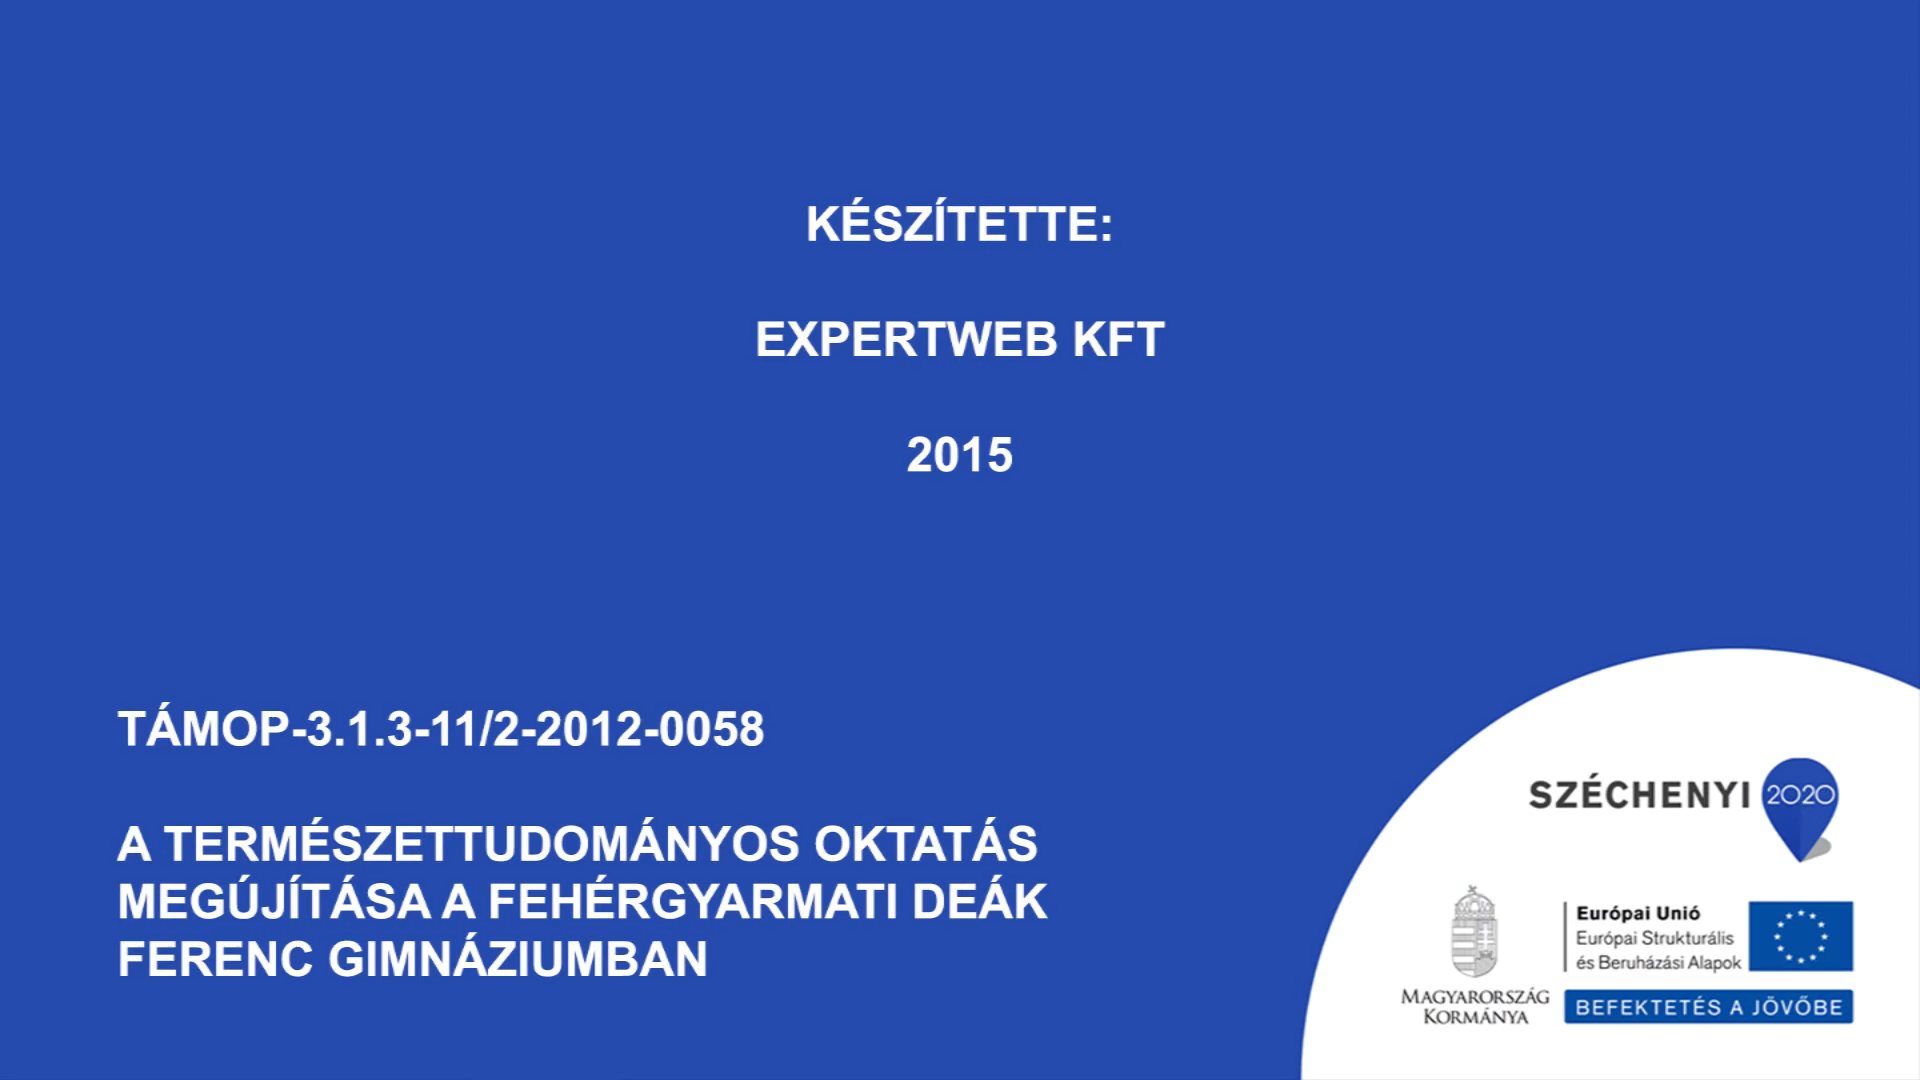 KÉSZÍTETTE:
EXPERTWEB KFT
2015
TÁMOP-3.1.3-11/2-2012-0058
A TERMÉSZETTUDOMÁNYOS OKTATÁS
MEGÚJÍTÁSA A FEHÉRGYARMATI DEÁK
FERENC GIMNÁZIUMBAN
SZÉCHENYI 2020
MAGYARORSZÁG
KORMÁNYA
Európai Unió
Európai Strukturális
és Beruházási Alapok
BEFEKTETÉS A JÖVŐBE